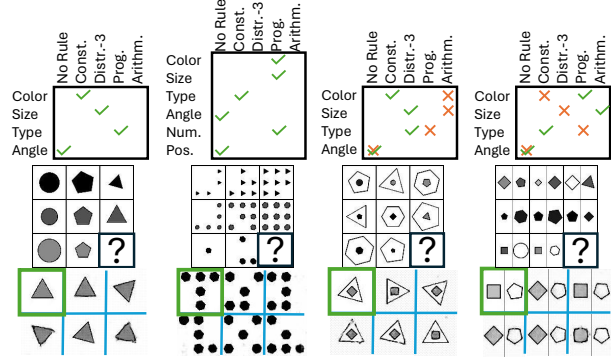 No Rule
Const.
Distr.-3
Prog.
Arithm.
Color
Size
Type
Angle
No Rule
Const.
Distr.-3
Prog.
Arithm.
Color
Size
Type
Angle
Num.
Pos.
No Rule
Const.
Distr.-3
Prog.
Arithm.
Color
Size
Type
Angle
No Rule
Const.
Distr.-3
Prog.
Arithm.
Color
Size
Type
Angle
?
?
?
?